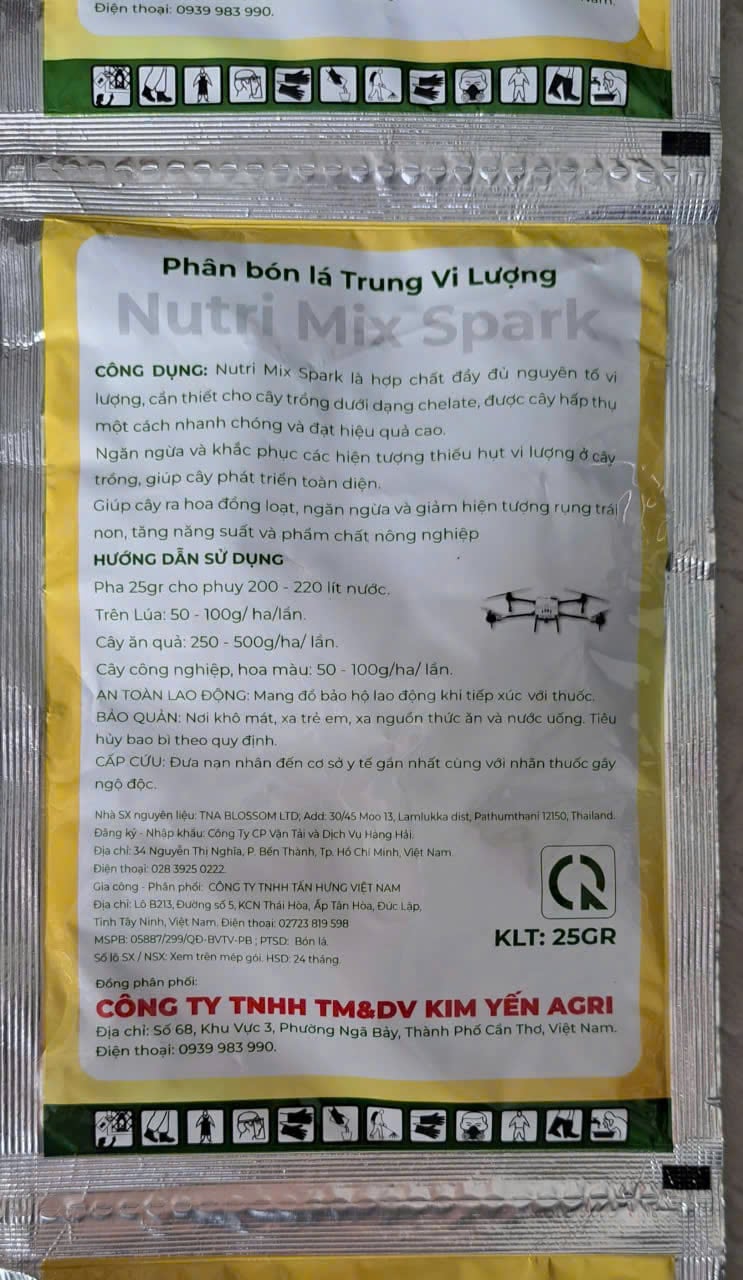 Điện thoại: 0939 983 990.
Phân bón lá Trung Vi Lượng
Nutri Mix Spark
CÔNG DỤNG: Nutri Mix Spark là hợp chất đầy đủ nguyên tố vi
lượng, cần thiết cho cây trồng dưới dạng chelate, được cây hấp thụ
một cách nhanh chóng và đạt hiệu quả cao.
Ngăn ngừa và khắc phục các hiện tượng thiếu hụt vi lượng ở cây
trồng, giúp cây phát triển toàn diện.
Giúp cây ra hoa đồng loạt, ngăn ngừa và giảm hiện tượng rụng trái
non, tăng năng suất và phẩm chất nông nghiệp
HƯỚNG DẪN SỬ DỤNG
Pha 25gr cho phuy 200 - 220 lít nước.
Trên Lúa: 50 - 100g/ ha/lần.
Cây ăn quả: 250 - 500g/ha/ lần.
Cây công nghiệp, hoa màu: 50 - 100g/ha/ lần.
AN TOÀN LAO ĐỘNG: Mang đồ bảo hộ lao động khi tiếp xúc với thuốc.
BẢO QUẢN: Nơi khô mát, xa trẻ em, xa nguồn thức ăn và nước uống. Tiêu
hủy bao bì theo quy định.
CẤP CỨU: Đưa nạn nhân đến cơ sở y tế gần nhất cùng với nhãn thuốc gây
ngộ độc.
Nhà SX nguyên liệu: TNA BLOSSOM LTD; Add: 30/45 Moo 13, Lamlukka dist, Pathumthani 12150, Thailand.
Đăng ký - Nhập khẩu: Công Ty CP Vận Tải và Dịch Vụ Hàng Hải.
Địa chỉ: 34 Nguyễn Thị Nghĩa, P. Bến Thành, Tp. Hồ Chí Minh, Việt Nam.
Điện thoại: 028 3925 0222.
Gia công - Phân phối: CÔNG TY TNHH TẤN HƯNG VIỆT NAM
Địa chỉ: Lô B213, Đường số 5, KCN Thái Hòa, Ấp Tân Hòa, Đức Lập,
Tỉnh Tây Ninh, Việt Nam. Điện thoại: 02723 819 598
MSPB: 05887/299/QĐ-BVTV-PB ; PTSD: Bón lá.
Số lô SX / NSX: Xem trên mép gói. HSD: 24 tháng.
KLT: 25GR
Đồng phân phối:
CÔNG TY TNHH TM&DV KIM YẾN AGRI
Địa chỉ: Số 68, Khu Vực 3, Phường Ngã Bảy, Thành Phố Cần Thơ, Việt Nam.
Điện thoại: 0939 983 990.